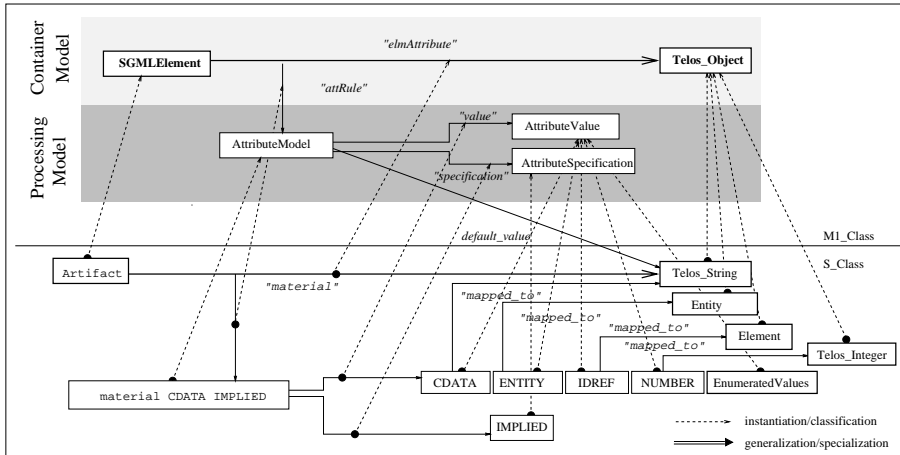 Container
Model
"elmAttribute"
SGMLElement
Telos_Object
"attRule"
Processing
Model
"value"
AttributeValue
AttributeModel
AttributeSpecification
"specification"
default_value
M1_Class
S_Class
Artifact
Telos_String
"material"
"mapped_to"
Entity
"mapped_to"
"mapped_to"
Element
"mapped_to"
Telos_Integer
CDATA
ENTITY
IDREF
NUMBER
EnumeratedValues
material CDATA IMPLIED
IMPLIED
instantiation/classification
generalization/specialization